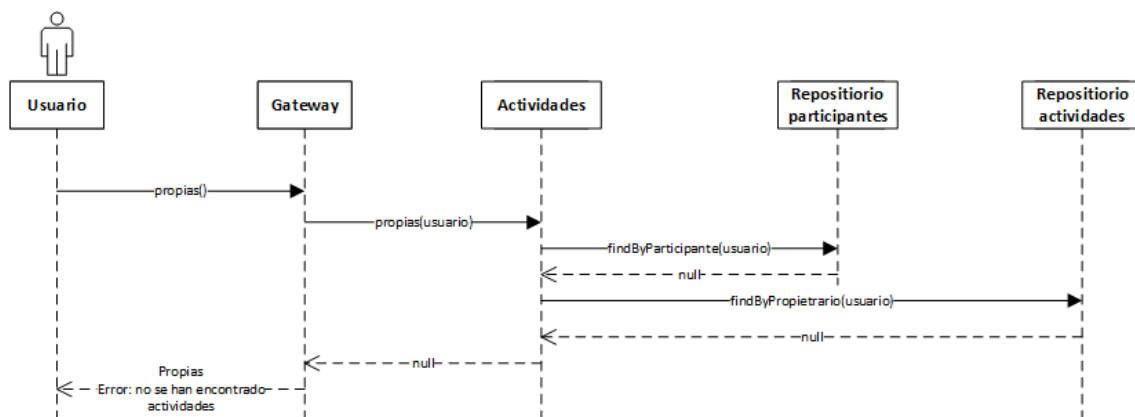 Usuario
Gateway
Actividades
Repositiorio
participantes
Repositiorio
actividades
propias()
propias(usuario)
findByParticipante(usuario)
null
findByPropietrario(usuario)
null
null
Propias
Error: no se han encontrado
actividades